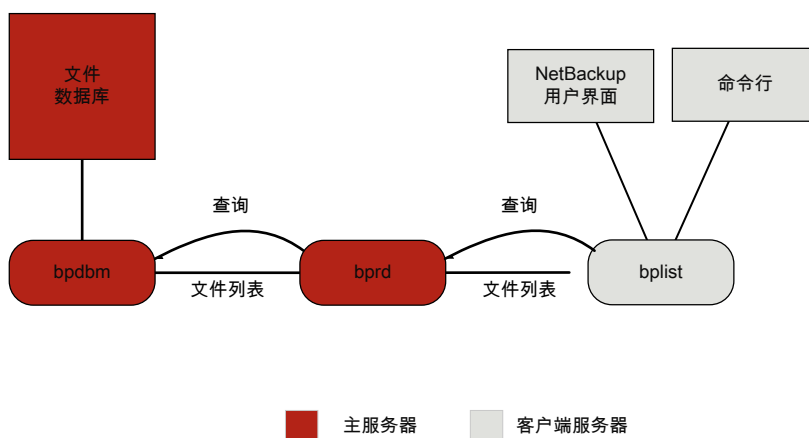 文件
数据库
NetBackup
用户界面
命令行
查询
查询
bpdbm
bprd
bplist
文件列表
文件列表
主服务器
客户端服务器